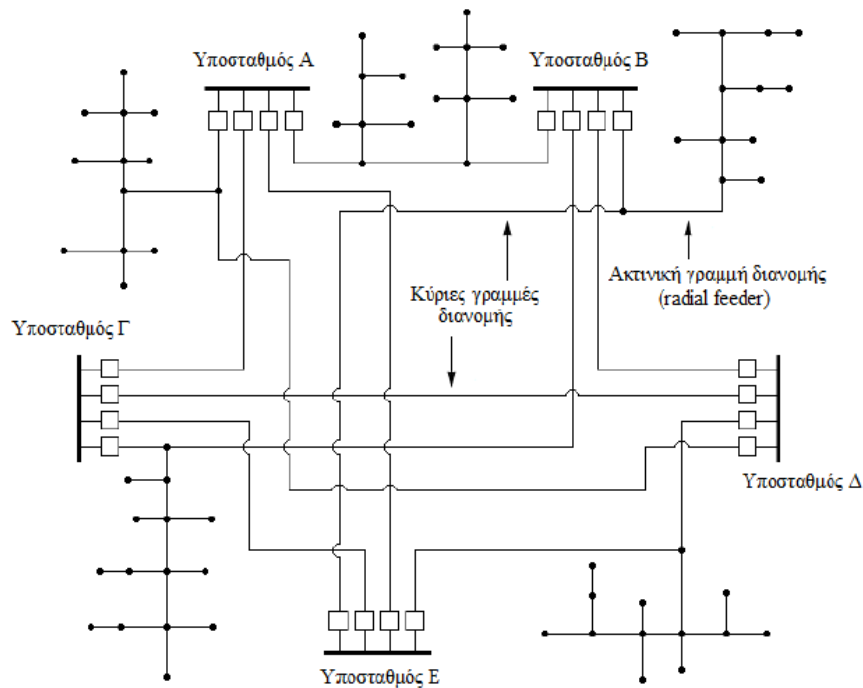 Υποσταθμός Α
Υποσταθμός Β
Κύριες γραμμές
διανομής
Ακτινική γραμμή διανομής
(radial feeder)
Υποσταθμός Γ
Υποσταθμός Δ
Υποσταθμός Ε